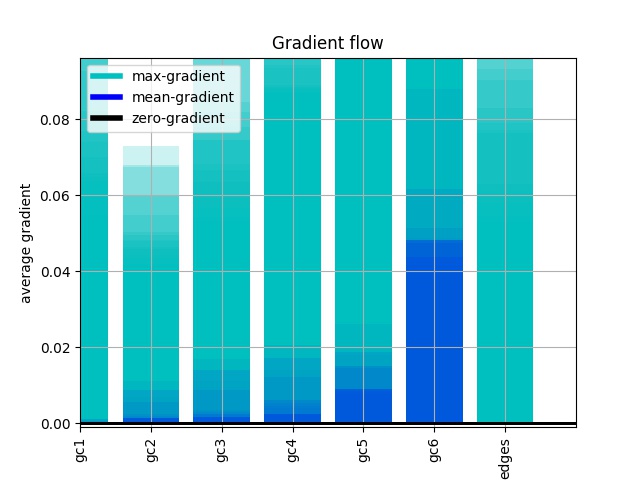 Gradient flow
max-gradient
mean-gradient
zero-gradient
average gradient
0.08
0.06
0.04
0.02
0.00
gc1
gc2
gc3
gc4
gc5
gc6
edges